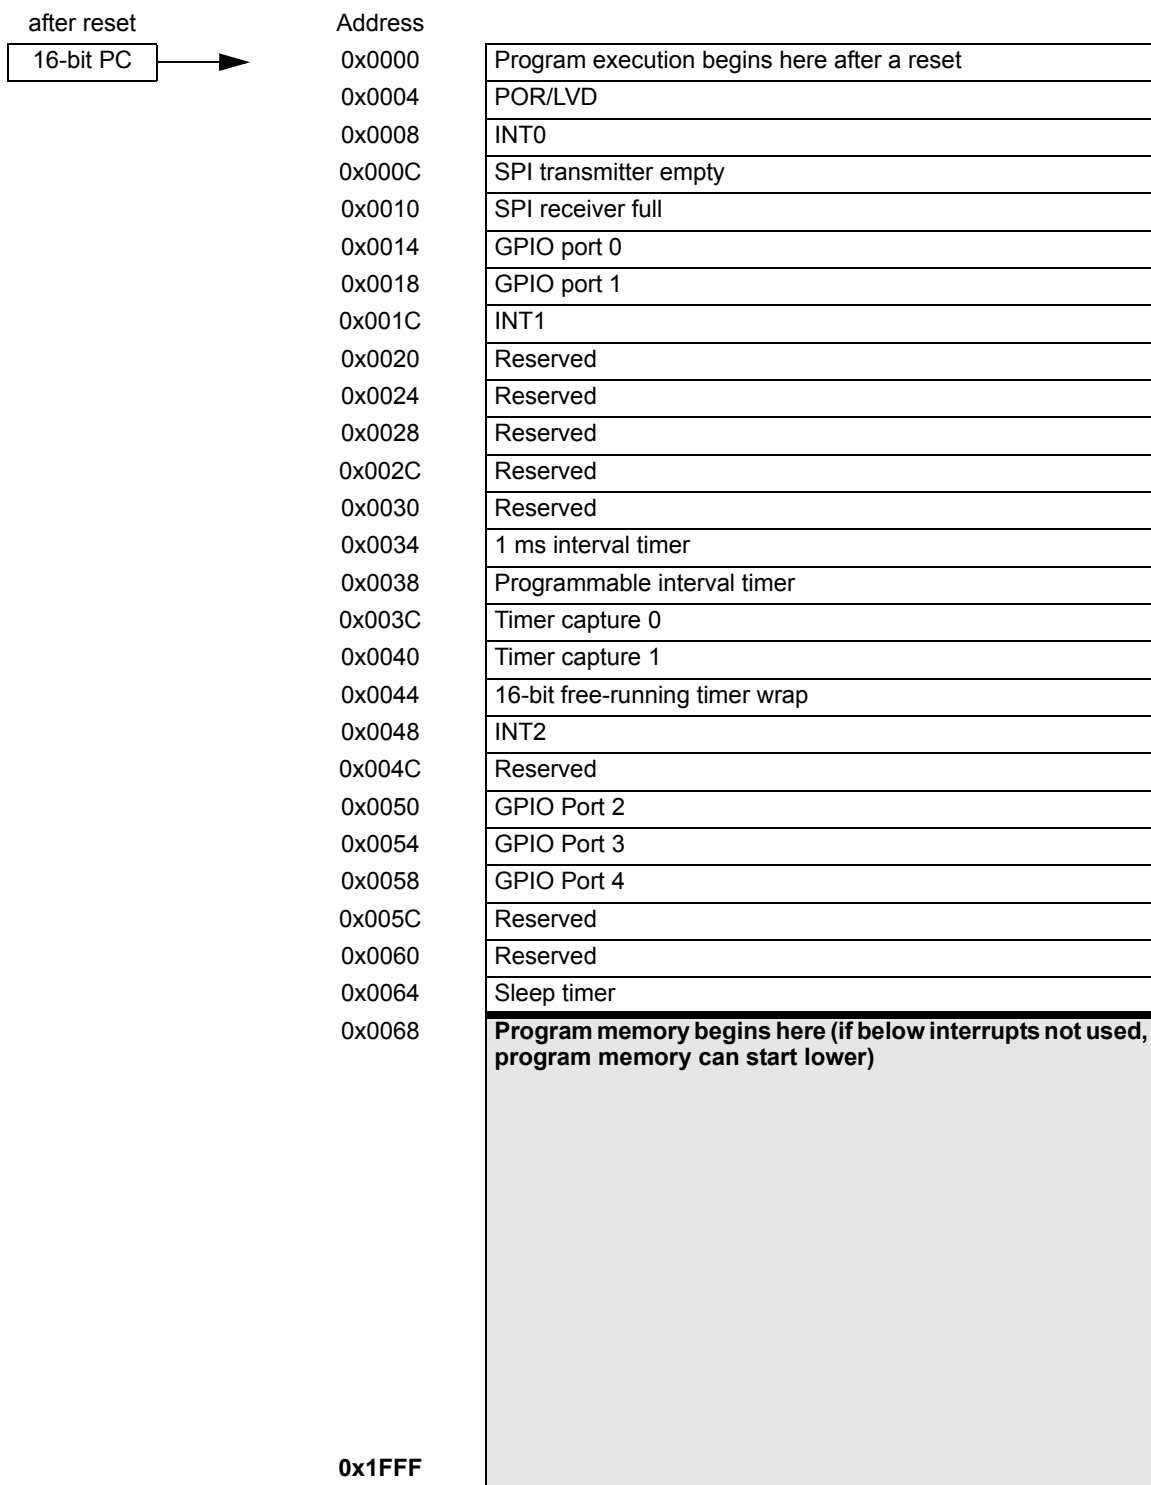 after reset Address
16-bit PC 0x0000 Program execution begins here after a reset
0x0004 POR/LVD
0x0008 INT0
0x000C SPI transmitter empty
0x0010 SPI receiver full
0x0014 GPIO port 0
0x0018 GPIO port 1
0x001C INT1
0x0020 Reserved
0x0024 Reserved
0x0028 Reserved
0x002C Reserved
0x0030 Reserved
0x0034 1 ms interval timer
0x0038 Programmable interval timer
0x003C Timer capture 0
0x0040 Timer capture 1
0x0044 16-bit free-running timer wrap
0x0048 INT2
0x004C Reserved
0x0050 GPIO Port 2
0x0054 GPIO Port 3
0x0058 GPIO Port 4
0x005C Reserved
0x0060 Reserved
0x0064 Sleep timer
0x0068 Program memory begins here (if below interrupts not used,
program memory can start lower)
0x1FFF